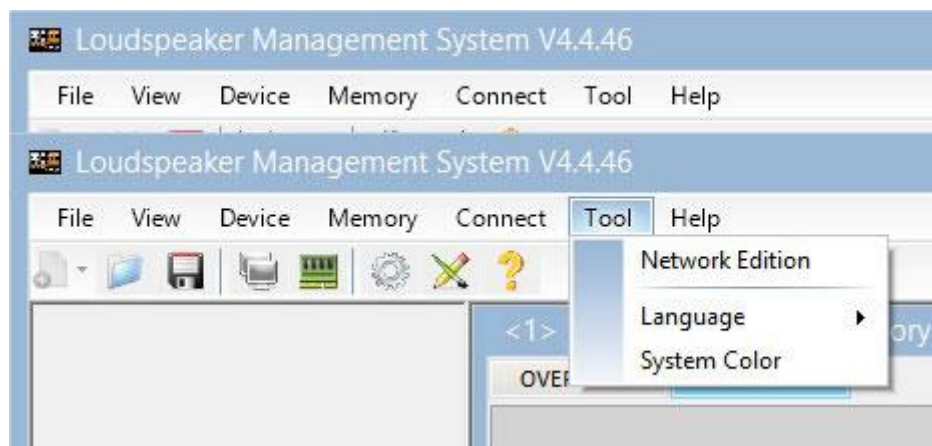 Loudspeaker Management System V4.4.46
File View Device Memory Connect Tool Help
Loudspeaker Management System V4.4.46
File View Device Memory Connect Tool Help
Network Edition
Language
<1>
System Color